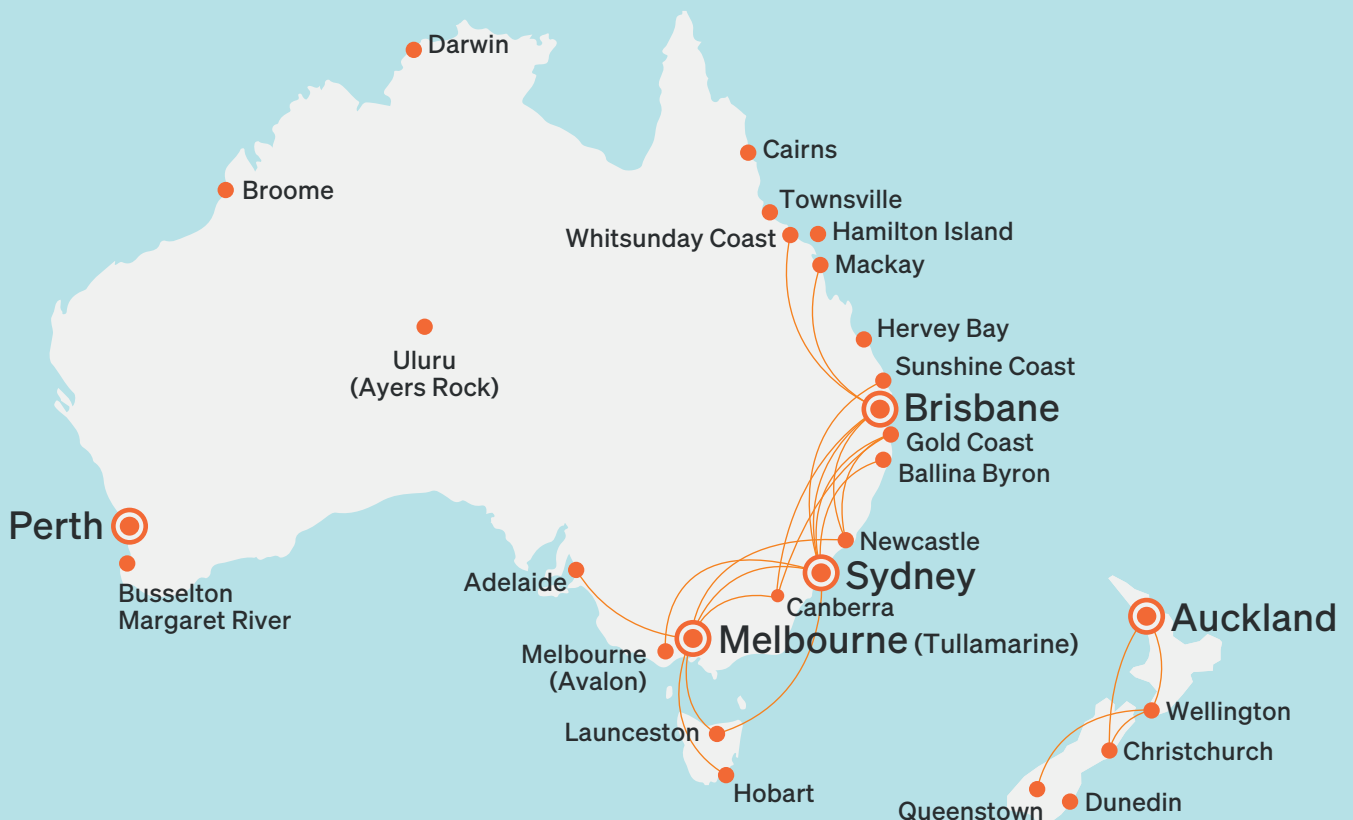 Darwin
Cairns
Broome
Townsville
Hamilton Island
Whitsunday Coast
Mackay
Hervey Bay
Uluru
(Ayers Rock)
Sunshine Coast
Brisbane
Gold Coast
Ballina Byron
Perth
Newcastle
Adelaide
Sydney
Busselton
Margaret River
Canberra
Auckland
Melbourne (Tullamarine)
Melbourne
(Avalon)
Wellington
Launceston
Christchurch
Hobart
Queenstown
Dunedin